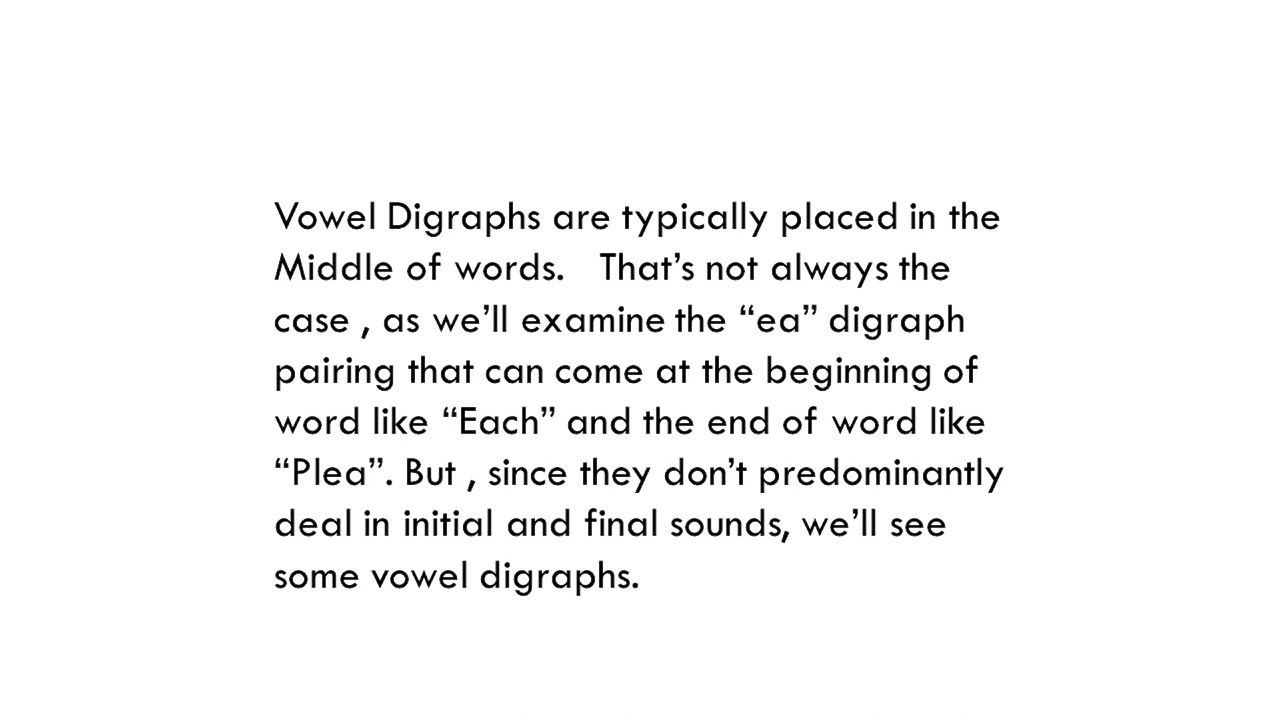 Vowel Digraphs are typically placed in the
Middle of words.   That’s not always the
case , as we’ll examine the “ea” digraph
pairing that can come at the beginning of
word like “Each” and the end of word like
“Plea”. But , since they don’t predominantly
deal in initial and final sounds, we’ll see
some vowel digraphs.